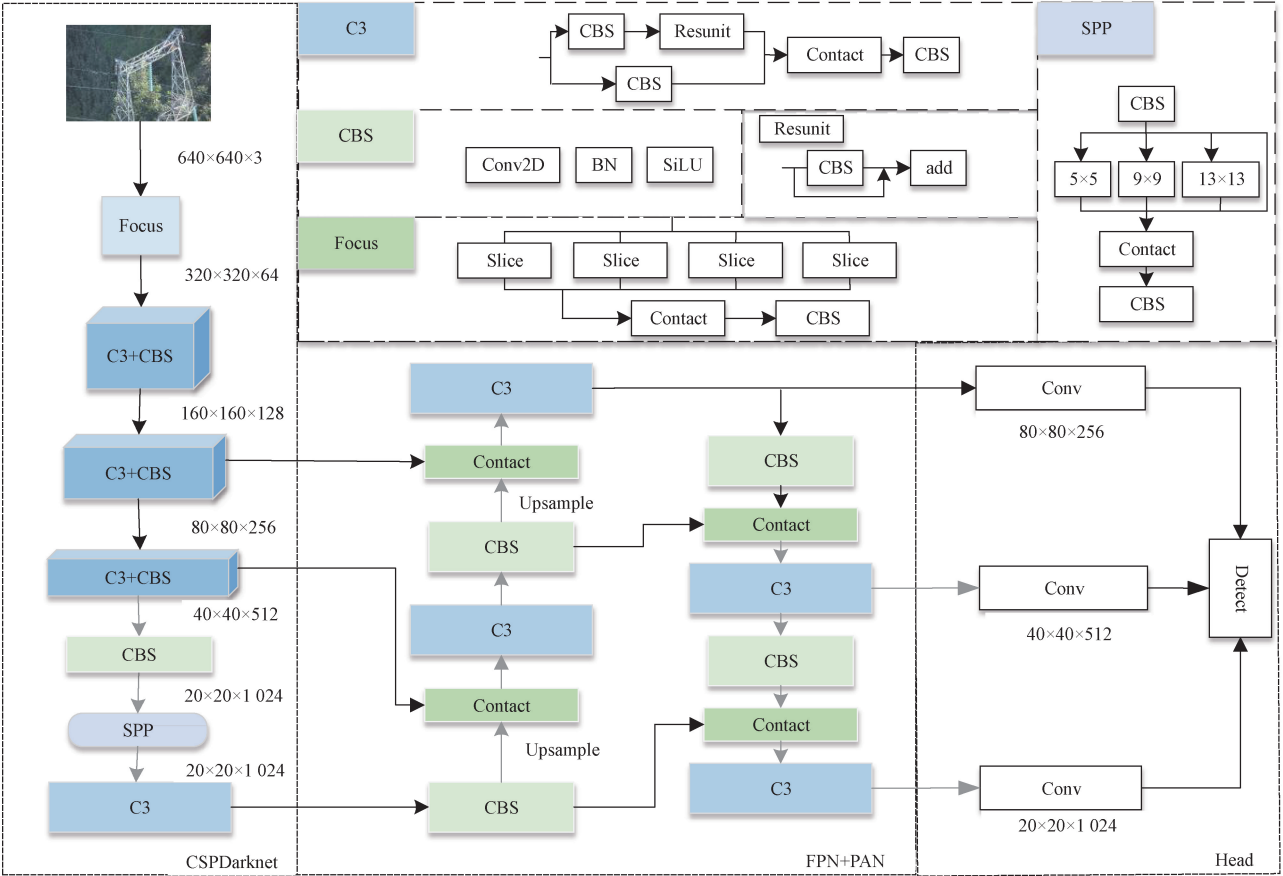 640×640×3
Focus
320×320×64
C3+CBS
160×160×128
C3+CBS
80×80×256
C3+CBS
40×40×512
CBS
20×20×1 024
SPP
20×20×1 024
C3
CSPDarknet
C3
CBS
Resunit
CBS
Contact
CBS
CBS
Conv2D
BN
SiLU
Resunit
CBS
add
Focus
Slice
Slice
Slice
Slice
Contact
CBS
SPP
CBS
5×5
9×9
13×13
Contact
CBS
C3
Contact
Upsample
CBS
C3
Contact
Upsample
CBS
CBS
Contact
C3
CBS
Contact
C3
FPN+PAN
Conv
80×80×256
Conv
40×40×512
Conv
20×20×1 024
Detect
Head